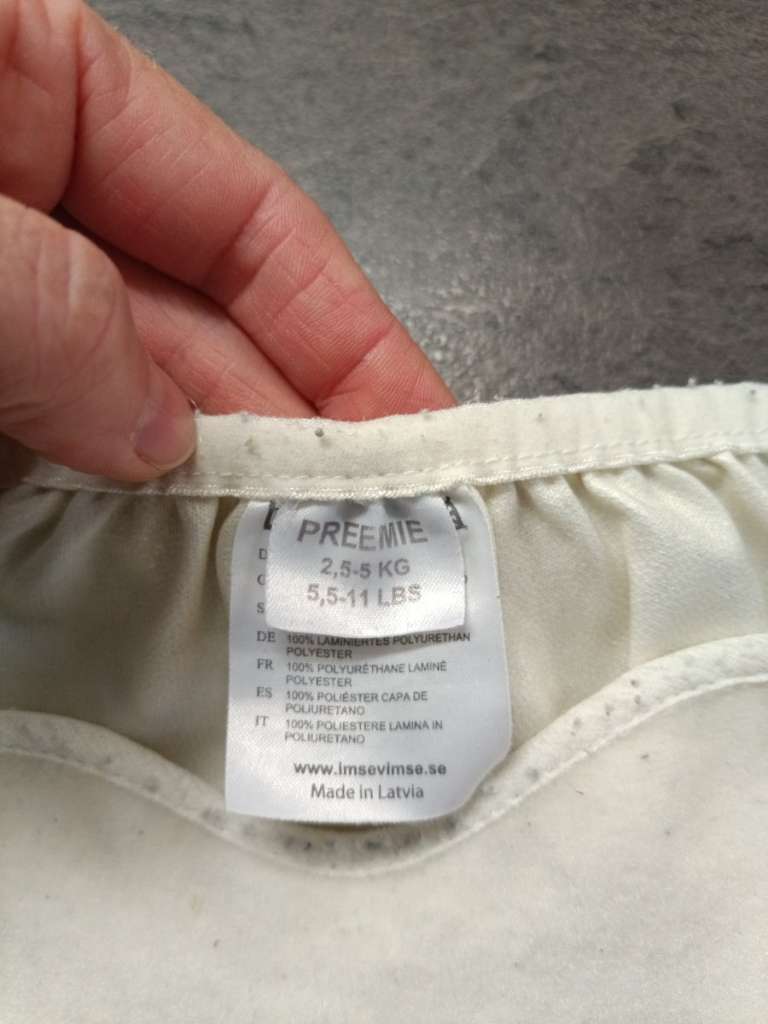 PREEMIE
2,5-5 KG
5,5-11 LBS
DE 100% LAMINIERTES POLYURETHAN
POLYESTER
FR 100% POLYURÉTHANE LAMINÉ
POLYESTER
ES 100% POLIÉSTER CAPA DE
POLIURETANO
IT 100% POLIESTERE LAMINA IN
POLIURETANO
www.imsevimse.se
Made in Latvia